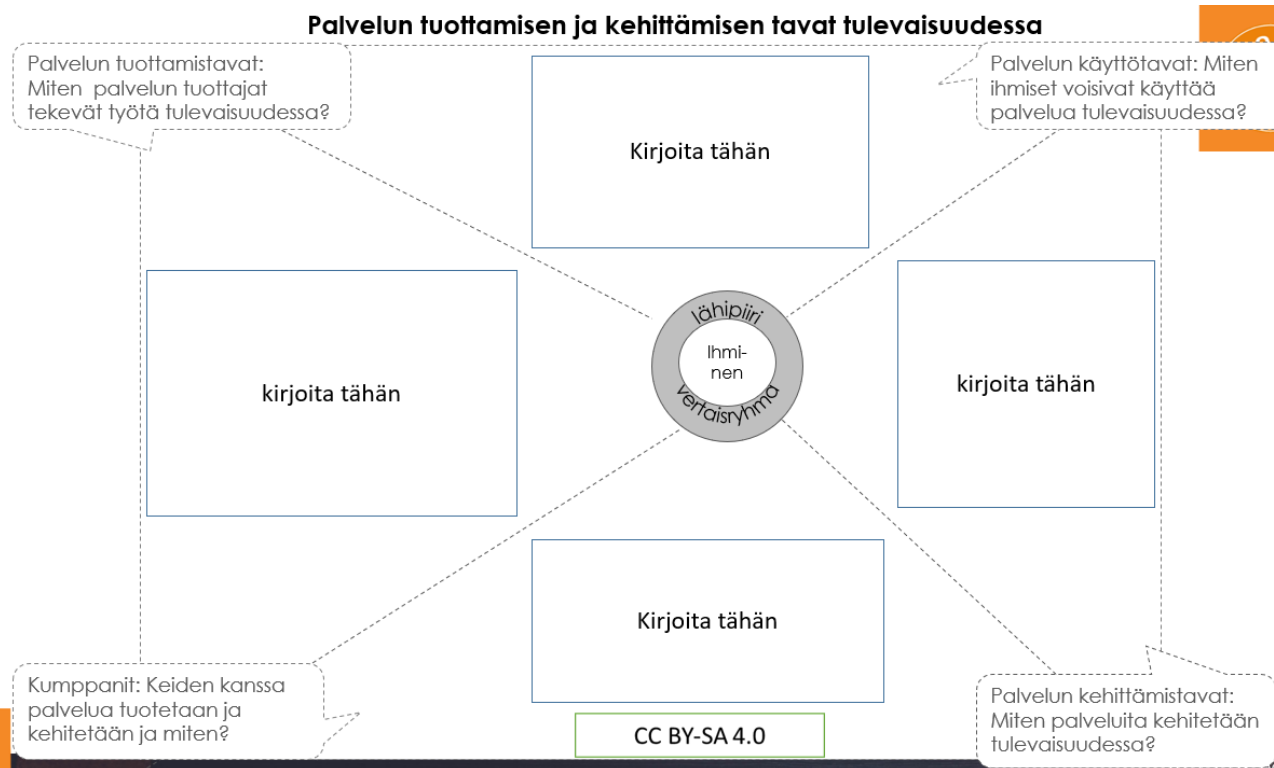 Palvelun tuottamisen ja kehittämisen tavat tulevaisuudessa
Palvelun tuottamistavat:
Miten palvelun tuottajat
tekevät työtä tulevaisuudessa?
Palvelun käyttötavat: Miten
ihmiset voisivat käyttää
palvelua tulevaisuudessa?
Kirjoita tähän
kirjoita tähän
lähipiiri
Ihmi-
nen
vertaisryhmä
kirjoita tähän
Kirjoita tähän
Kumppanit: Keiden kanssa
palvelua tuotetaan ja
kehitetään ja miten?
Palvelun kehittämistavat:
Miten palveluita kehitetään
tulevaisuudessa?
CC BY-SA 4.0